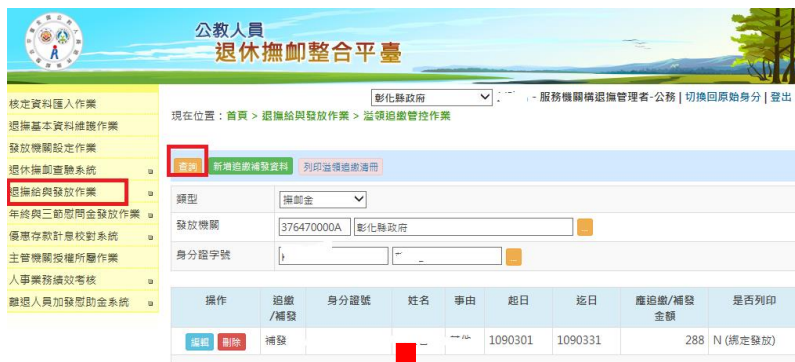 公教人員
退休撫卹整合平臺
彰化縣政府 - 服務機關構退撫管理者-公務 | 切換回原始身分 | 登出
現在位置：首頁 > 退撫給與發放作業 > 溢領追繳管控作業
核定資料匯入作業
退撫基本資料維護作業
發放機關設定作業
退休撫卹查驗系統
退撫給與發放作業
年終與三節慰問金發放作業
優惠存款計息校對系統
主管機關授權所屬作業
人事業務績效考核
離退人員加發慰助金系統
查詢 新增追繳補發資料 列印溢領追繳清冊
類型 撫卹金
發放機關 376470000A 彰化縣政府 ...
身分證字號 ...
操作 追繳/補發 身分證號 姓名 事由 起日 迄日 應追繳/補發金額 是否列印
編輯 刪除 補發 1090301 1090331 288 N (綁定發放)